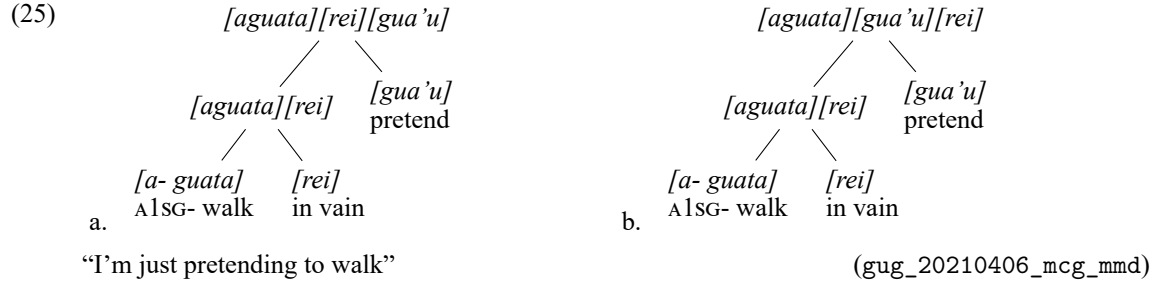 (25) [aguata][rei][gua’u] [aguata][gua’u][rei]
[aguata][rei] [gua’u] [aguata][rei] [gua’u]
pretend pretend
[a- guata] [rei] [a- guata] [rei]
a. A1SG- walk in vain b. A1SG- walk in vain
“I’m just pretending to walk” (gug_20210406_mcg_mmd)